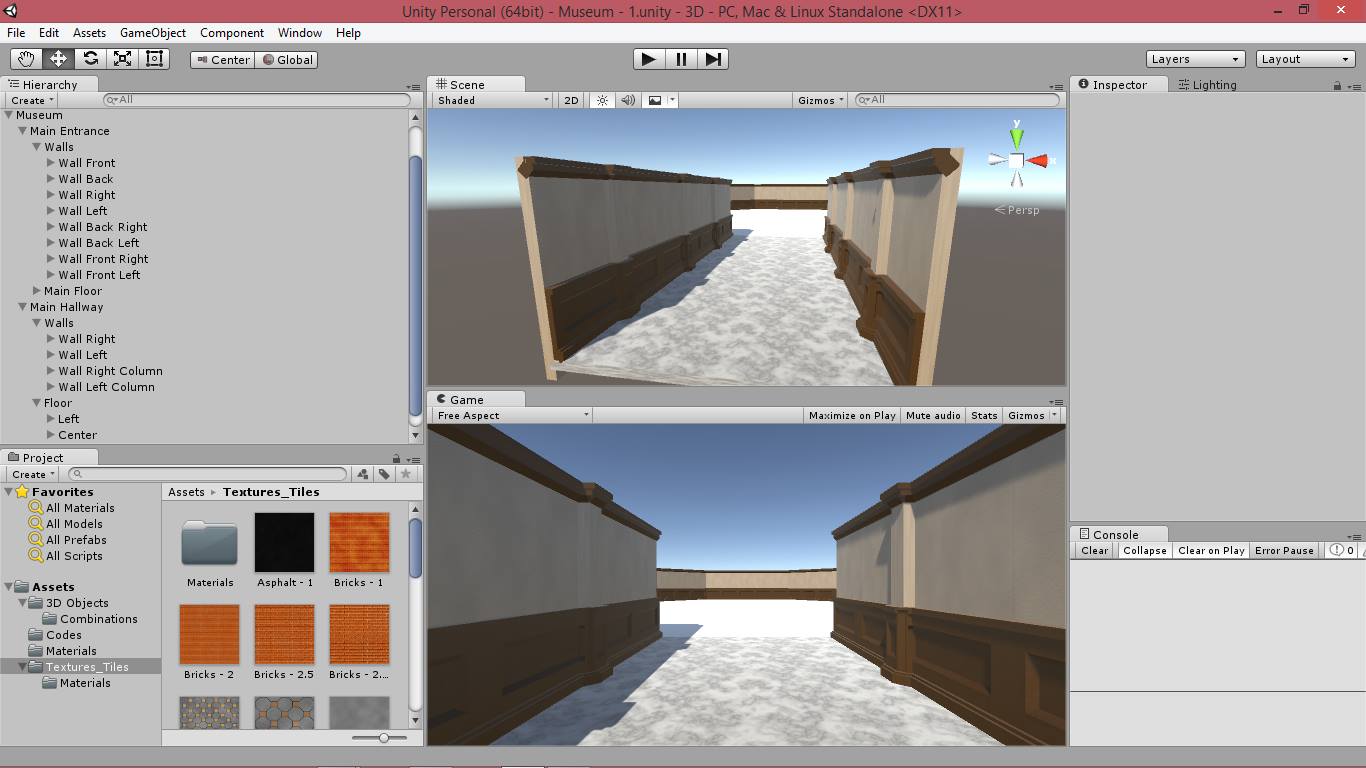 Unity Personal (64bit) - Museum - 1.unity - 3D - PC, Mac & Linux Standalone <DX11>
File Edit Assets GameObject Component Window Help
Center Global Layers Layout
Hierarchy
Create All
Museum
Main Entrance
Walls
Wall Front
Wall Back
Wall Right
Wall Left
Wall Back Right
Wall Back Left
Wall Front Right
Wall Front Left
Main Floor
Main Hallway
Walls
Wall Right
Wall Left
Wall Right Column
Wall Left Column
Floor
Left
Center
Scene
Shaded 2D Gizmos All
y
x
Persp
Game
Free Aspect Maximize on Play Mute audio Stats Gizmos
Inspector Lighting
Project
Create
Favorites
All Materials
All Models
All Prefabs
All Scripts
Assets
3D Objects
Combinations
Codes
Materials
Textures_Tiles
Materials
Assets Textures_Tiles
Materials Asphalt - 1 Bricks - 1
Bricks - 2 Bricks - 2.5 Bricks - 2...
Console
Clear Collapse Clear on Play Error Pause 0